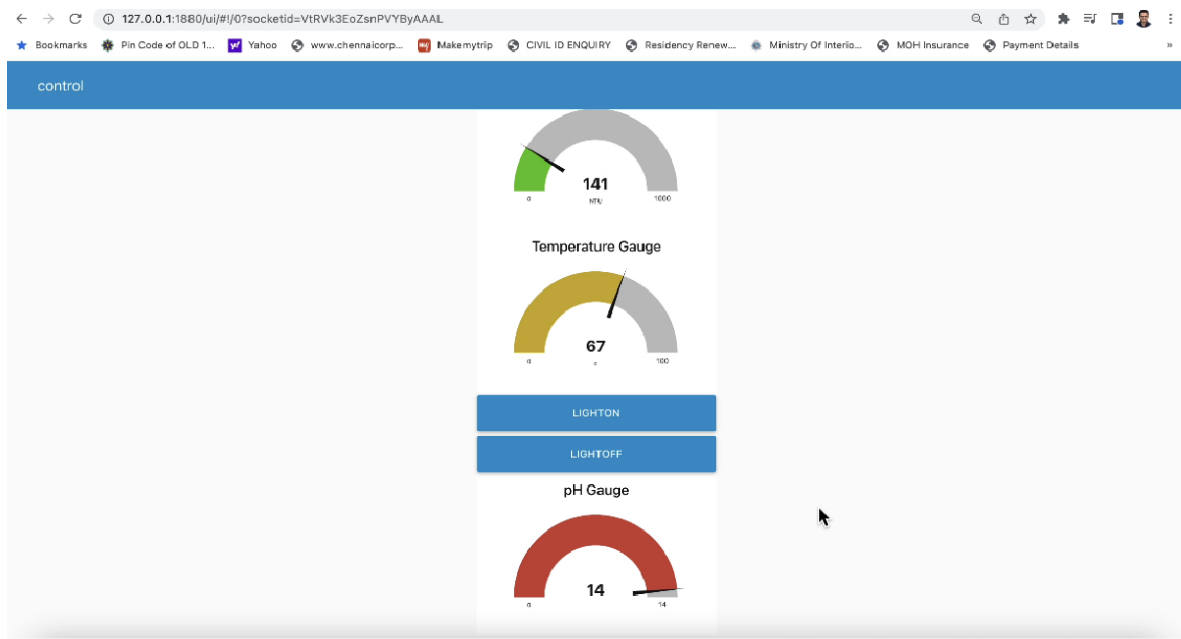 127.0.0.1:1880/ui/#!/0?socketid=VtRVk3EoZsnPVYByAAAL
Bookmarks Pin Code of OLD 1... Yahoo www.chennaicorp... Makemytrip CIVIL ID ENQUIRY Residency Renew... Ministry Of Interio... MOH Insurance Payment Details »
control
141
0 NTU 1000
Temperature Gauge
67
0 c 100
LIGHTON
LIGHTOFF
pH Gauge
14
0 14